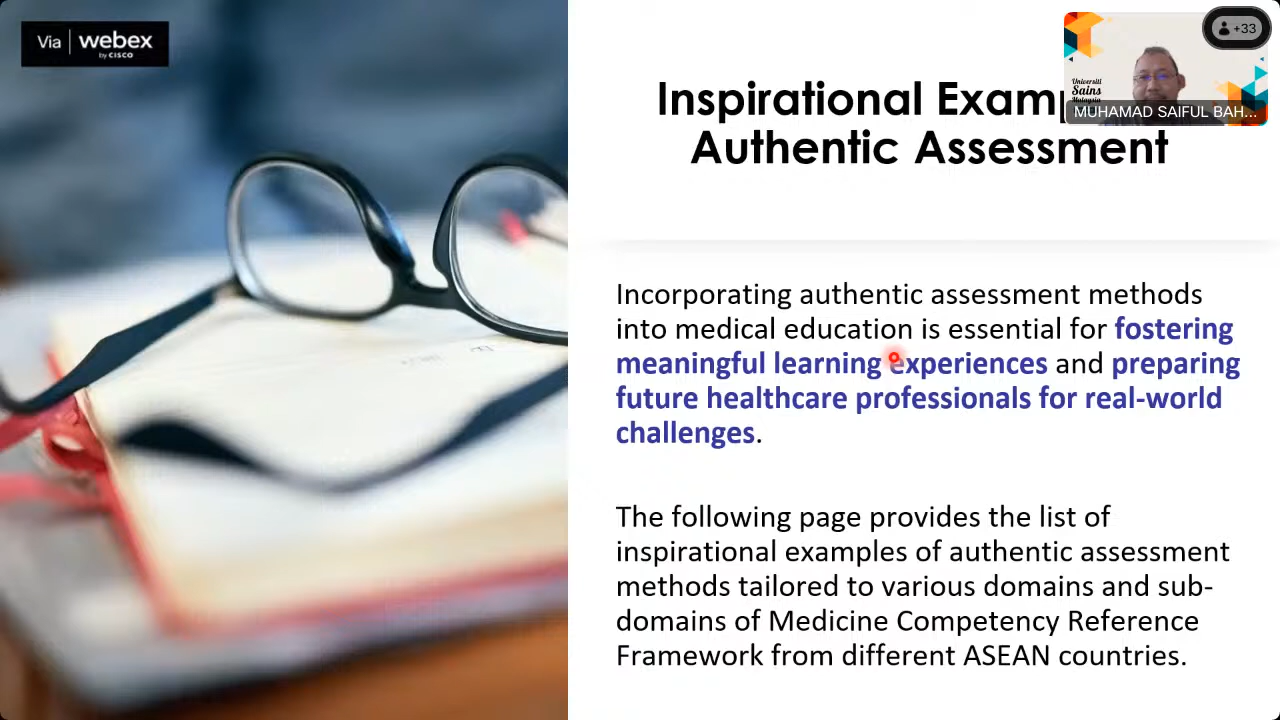 Via webex
by CISCO
+33
Universiti
Sains
Malaysia
MUHAMAD SAIFUL BAH...
Inspirational Examp
Authentic Assessment
Incorporating authentic assessment methods
into medical education is essential for fostering
meaningful learning experiences and preparing
future healthcare professionals for real-world
challenges.
The following page provides the list of
inspirational examples of authentic assessment
methods tailored to various domains and sub-
domains of Medicine Competency Reference
Framework from different ASEAN countries.